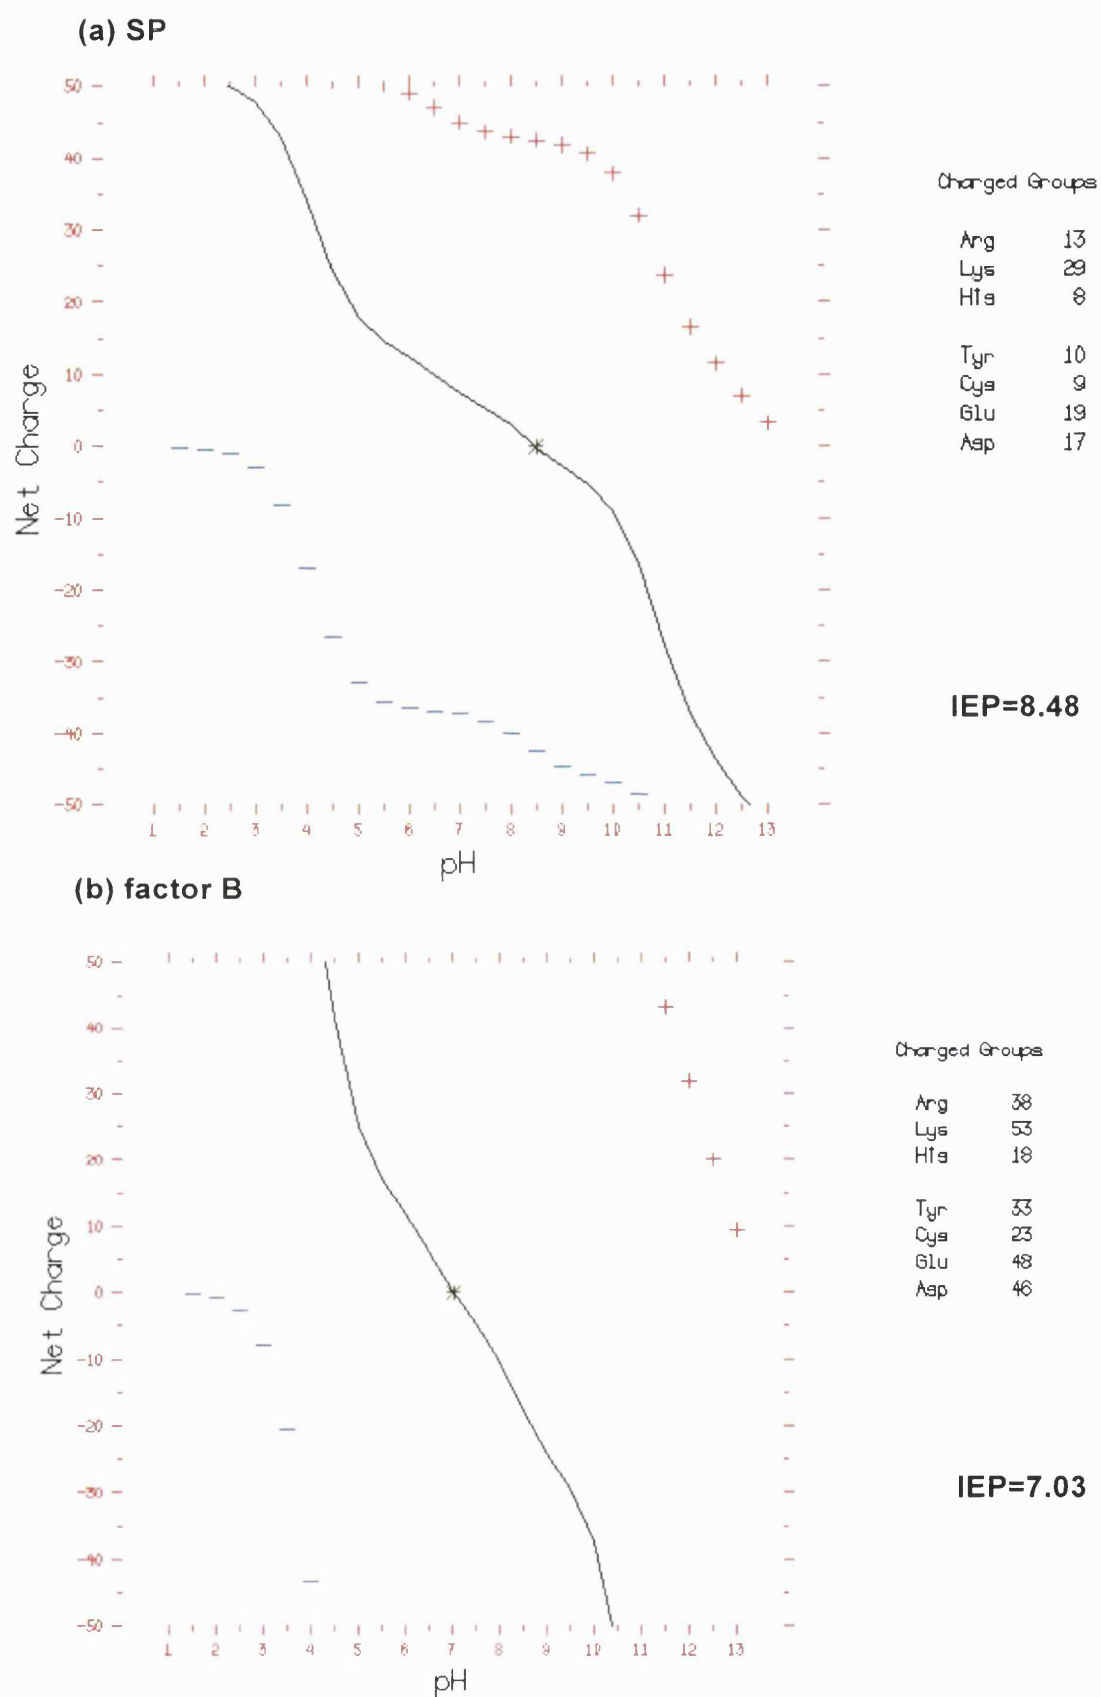 (a) SP
50
40
30
20
10
0
-10
-20
-30
-40
-50
Net Charge
1 2 3 4 5 6 7 8 9 10 11 12 13
pH
Charged Groups
Arg 13
Lys 29
His 8
Tyr 10
Cys 9
Glu 19
Asp 17
IEP=8.48
(b) factor B
50
40
30
20
10
0
-10
-20
-30
-40
-50
Net Charge
1 2 3 4 5 6 7 8 9 10 11 12 13
pH
Charged Groups
Arg 38
Lys 53
His 18
Tyr 33
Cys 23
Glu 48
Asp 46
IEP=7.03